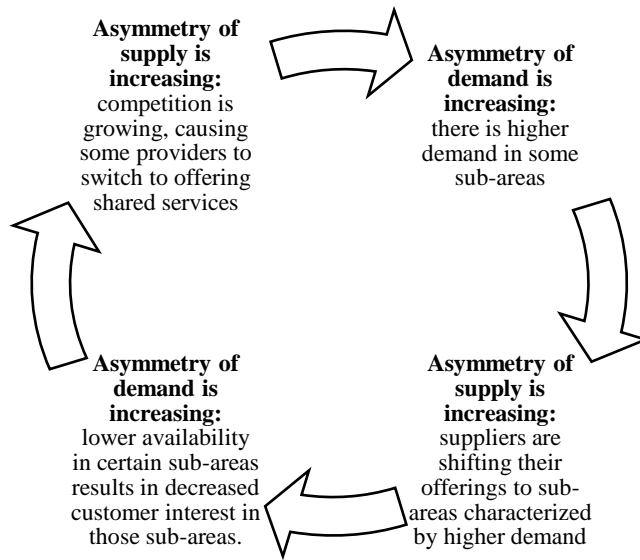 Asymmetry of
supply is
increasing:
competition is
growing, causing
some providers to
switch to offering
shared services
Asymmetry of
demand is
increasing:
there is higher
demand in some
sub-areas
Asymmetry of
supply is
increasing:
suppliers are
shifting their
offerings to sub-
areas characterized
by higher demand
Asymmetry of
demand is
increasing:
lower availability
in certain sub-areas
results in decreased
customer interest in
those sub-areas.